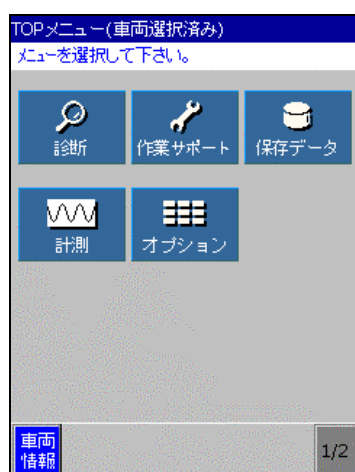 TOPメニュー(車両選択済み)
メニューを選択して下さい。
診断 作業サポート 保存データ
計測 オプション
車両
情報
1/2